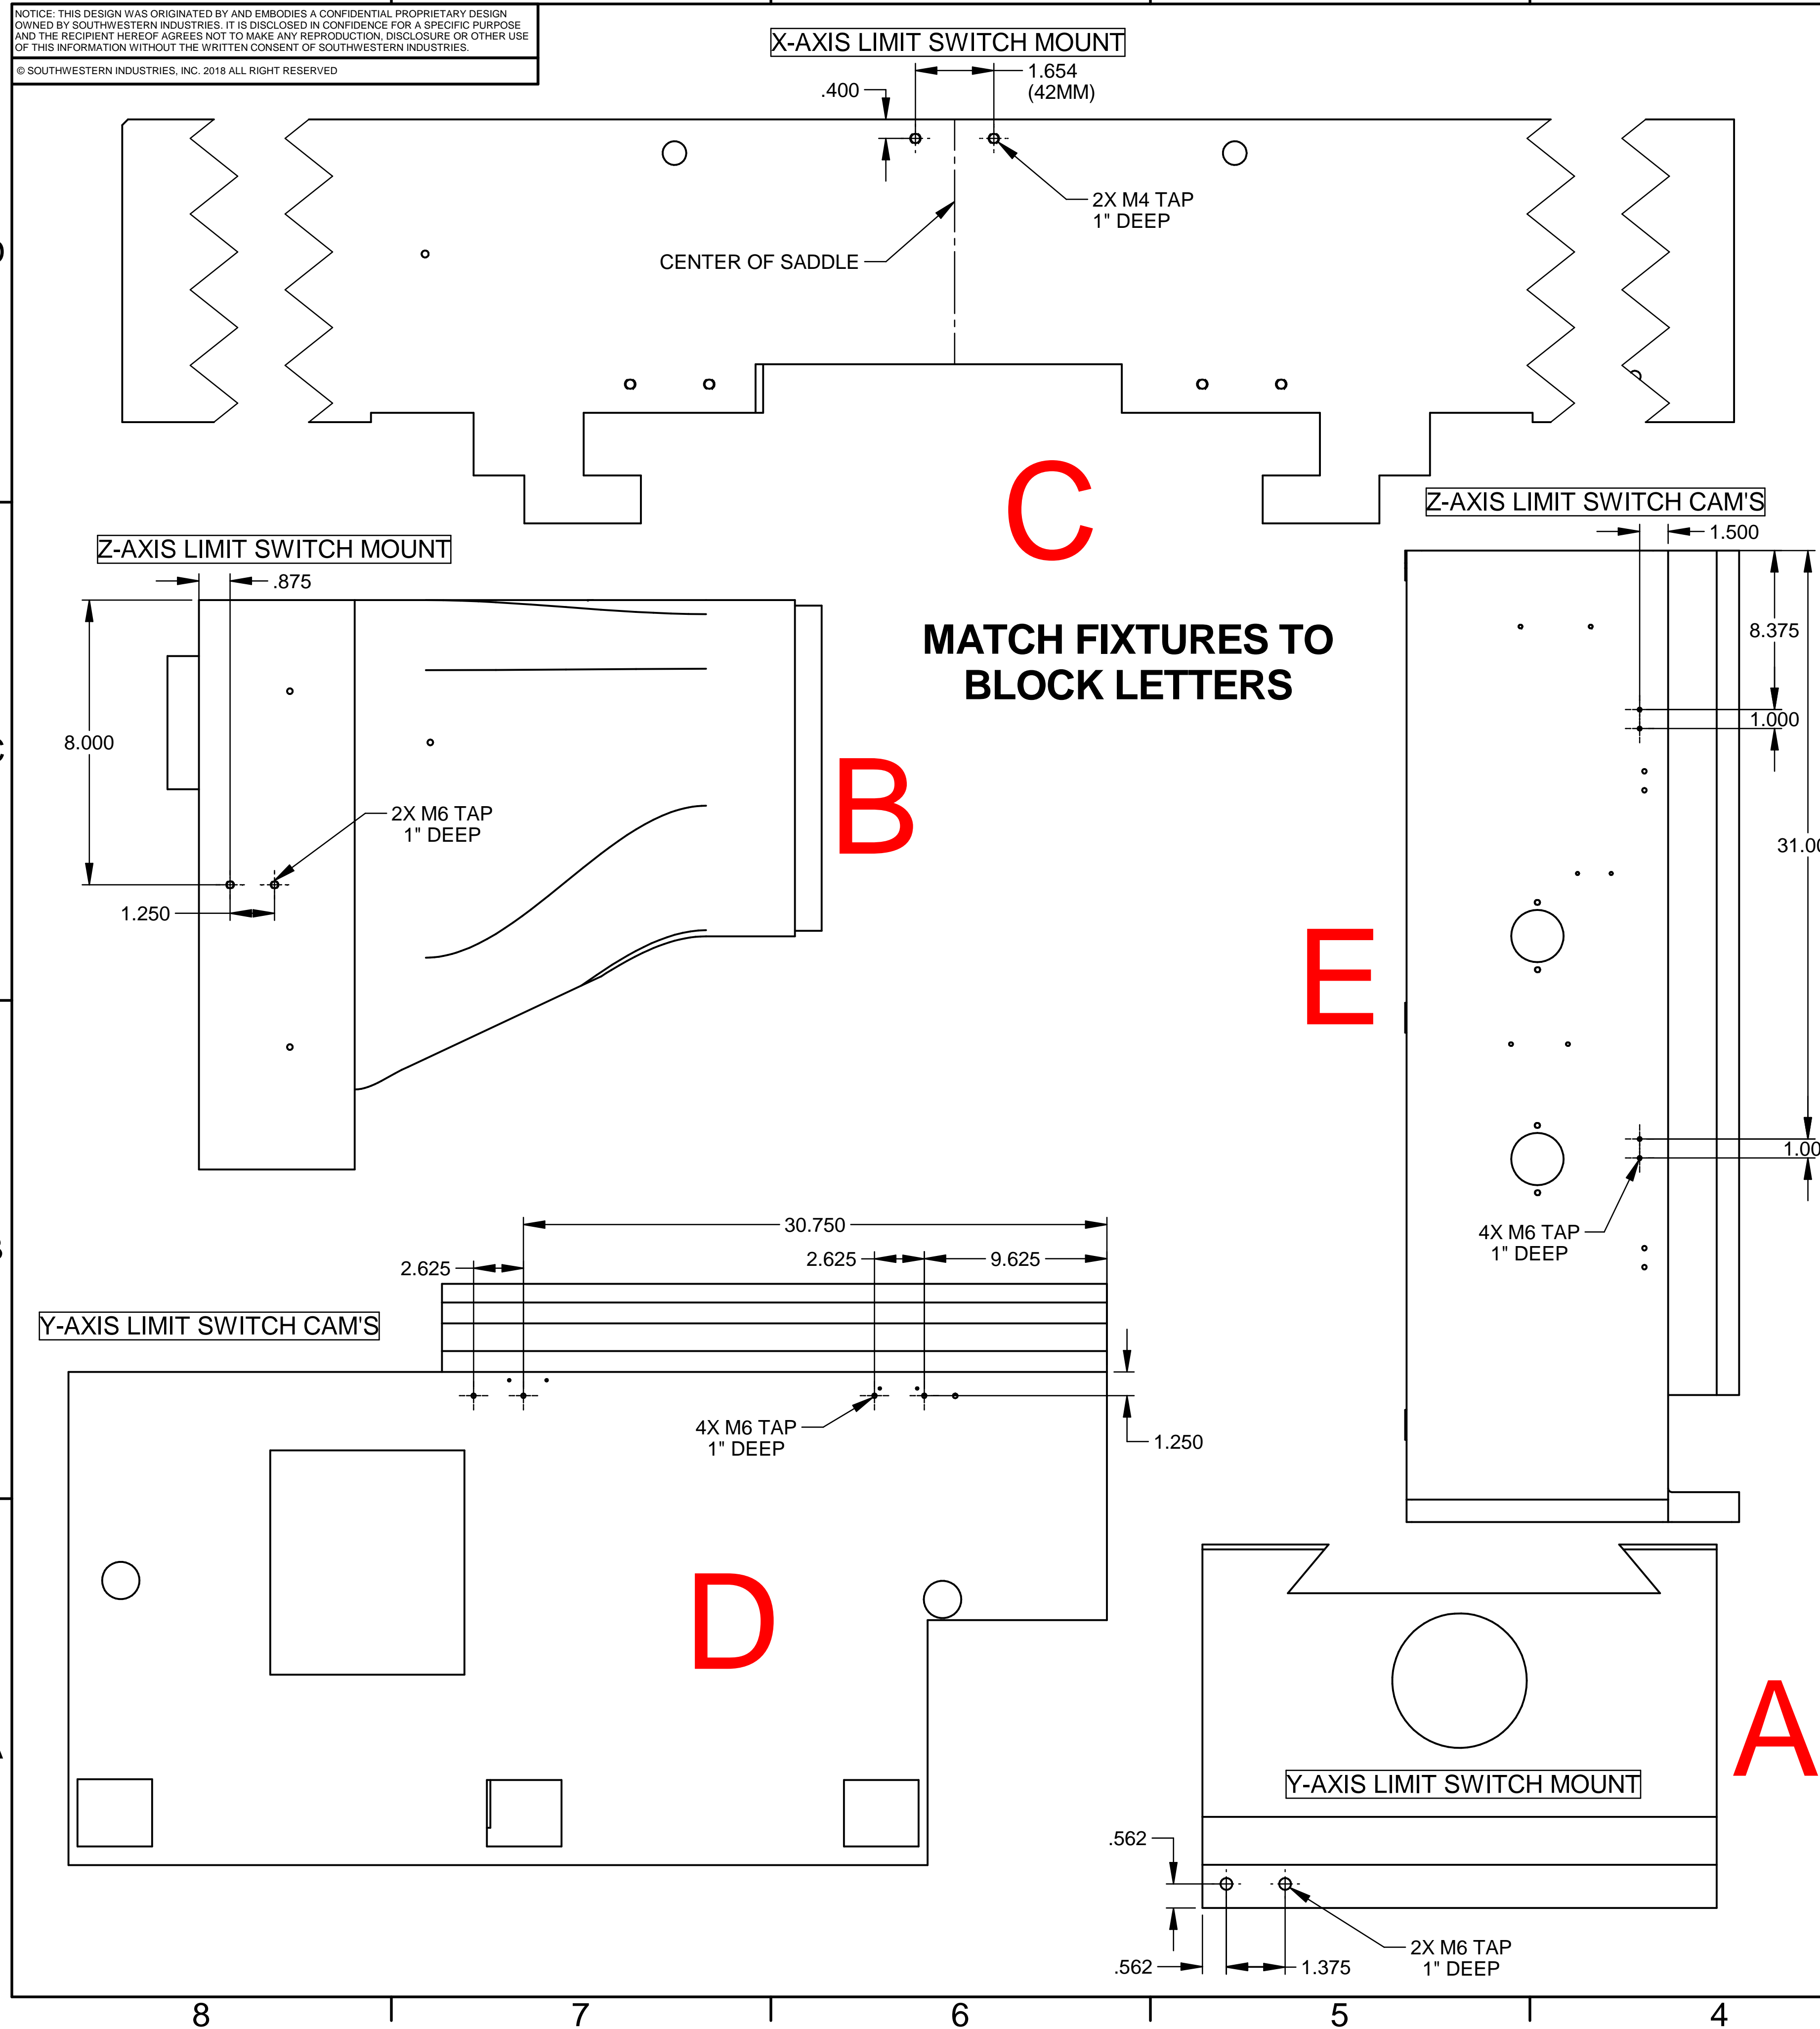 NOTICE: THIS DESIGN WAS ORIGINATED BY AND EMBODIES A CONFIDENTIAL PROPRIETARY DESIGN
OWNED BY SOUTHWESTERN INDUSTRIES. IT IS DISCLOSED IN CONFIDENCE FOR A SPECIFIC PURPOSE
AND THE RECIPIENT HEREOF AGREES NOT TO MAKE ANY REPRODUCTION, DISCLOSURE OR OTHER USE
OF THIS INFORMATION WITHOUT THE WRITTEN CONSENT OF SOUTHWESTERN INDUSTRIES.
© SOUTHWESTERN INDUSTRIES, INC. 2018 ALL RIGHT RESERVED
X-AXIS LIMIT SWITCH MOUNT
1.654
(42MM)
.400
2X M4 TAP
1" DEEP
CENTER OF SADDLE
C
Z-AXIS LIMIT SWITCH MOUNT
.875
8.000
2X M6 TAP
1" DEEP
1.250
B
MATCH FIXTURES TO
BLOCK LETTERS
Z-AXIS LIMIT SWITCH CAM'S
1.500
8.375
1.000
E
4X M6 TAP
1" DEEP
Y-AXIS LIMIT SWITCH CAM'S
30.750
2.625
2.625
9.625
4X M6 TAP
1" DEEP
1.250
D
A
Y-AXIS LIMIT SWITCH MOUNT
.562
.562
1.375
2X M6 TAP
1" DEEP
8
7
6
5
4